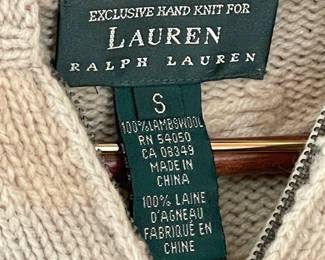 EXCLUSIVE HAND KNIT FOR
LAUREN
RALPH LAUREN
S
100% LAMBSWOOL
RN 54050
CA 08349
MADE IN
CHINA
100% LAINE
D'AGNEAU
FABRIQUÉ EN
CHINE